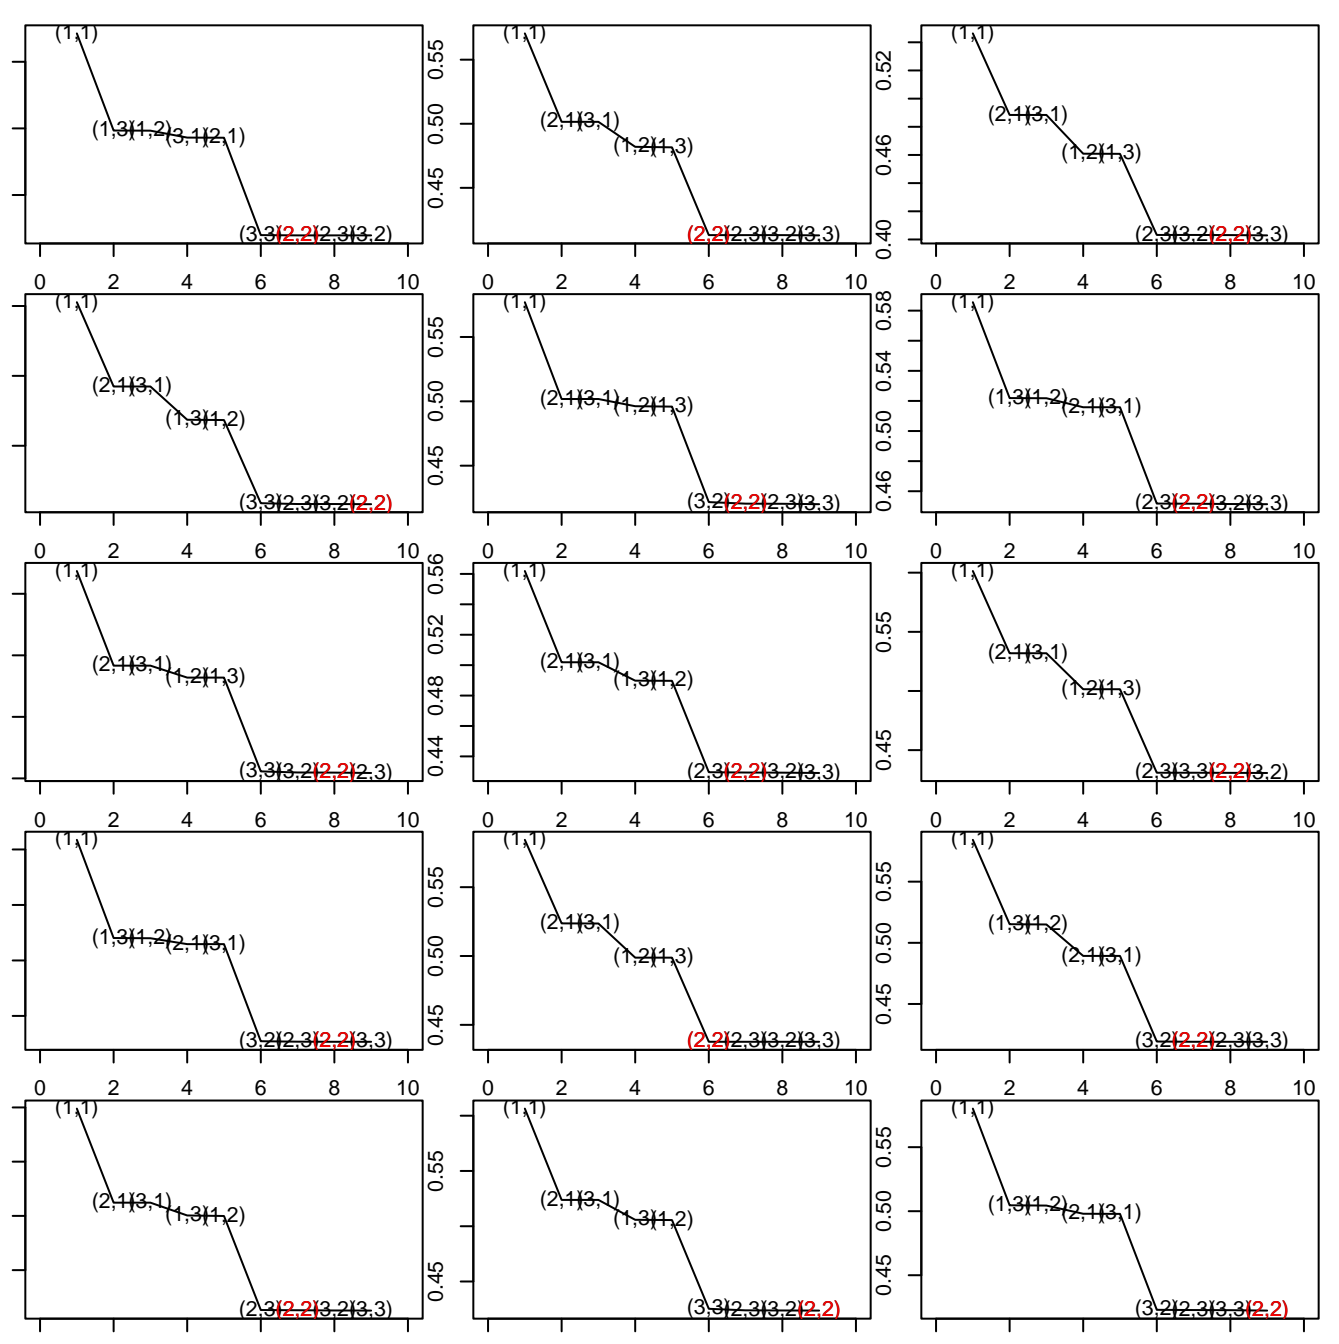 (1,1) (1,3) (1,2) (3,1) (2,1) (3,3) (2,2) (2,3) (3,2)
0.45 0.50 0.55
(1,1) (2,1) (3,1) (1,2) (1,3) (2,2) (2,3) (3,2) (3,3)
0.40 0.46 0.52
(1,1) (2,1) (3,1) (1,2) (1,3) (2,3) (3,2) (2,2) (3,3)
0 2 4 6 8 10 0 2 4 6 8 10 0 2 4 6 8 10
(1,1) (2,1) (3,1) (1,3) (1,2) (3,3) (2,3) (3,2) (2,2)
0.45 0.50 0.55
(1,1) (2,1) (3,1) (1,2) (1,3) (3,2) (2,2) (2,3) (3,3)
0.46 0.50 0.54 0.58
(1,1) (1,3) (1,2) (2,1) (3,1) (2,3) (2,2) (3,2) (3,3)
0 2 4 6 8 10 0 2 4 6 8 10 0 2 4 6 8 10
(1,1) (2,1) (3,1) (1,2) (1,3) (3,3) (3,2) (2,2) (2,3)
0.44 0.48 0.52 0.56
(1,1) (2,1) (3,1) (1,3) (1,2) (2,3) (2,2) (3,2) (3,3)
0.45 0.55
(1,1) (2,1) (3,1) (1,2) (1,3) (2,3) (3,3) (2,2) (3,2)
0 2 4 6 8 10 0 2 4 6 8 10 0 2 4 6 8 10
(1,1) (1,3) (1,2) (2,1) (3,1) (3,2) (2,3) (2,2) (3,3)
0.45 0.50 0.55
(1,1) (2,1) (3,1) (1,2) (1,3) (2,2) (2,3) (3,2) (3,3)
0.45 0.50 0.55
(1,1) (1,3) (1,2) (2,1) (3,1) (3,2) (2,2) (2,3) (3,3)
0 2 4 6 8 10 0 2 4 6 8 10 0 2 4 6 8 10
(1,1) (2,1) (3,1) (1,3) (1,2) (2,3) (2,2) (3,2) (3,3)
0.45 0.55
(1,1) (2,1) (3,1) (1,3) (1,2) (3,3) (2,3) (3,2) (2,2)
0.45 0.50 0.55
(1,1) (1,3) (1,2) (2,1) (3,1) (3,2) (2,3) (3,3) (2,2)